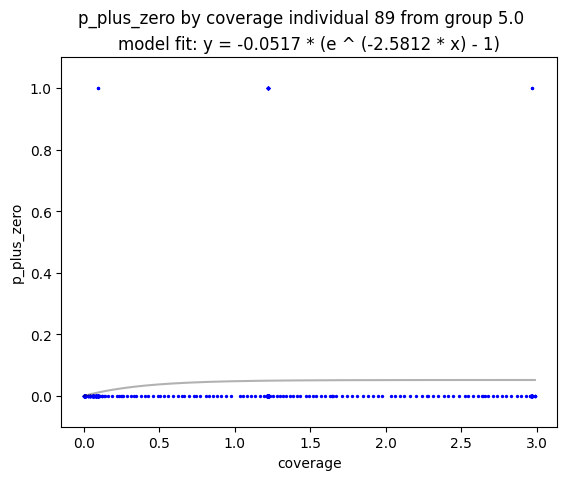 p_plus_zero by coverage individual 89 from group 5.0
model fit: y = -0.0517 * (e ^ (-2.5812 * x) - 1)
1.0
0.8
0.6
0.4
0.2
0.0
p_plus_zero
0.0 0.5 1.0 1.5 2.0 2.5 3.0
coverage